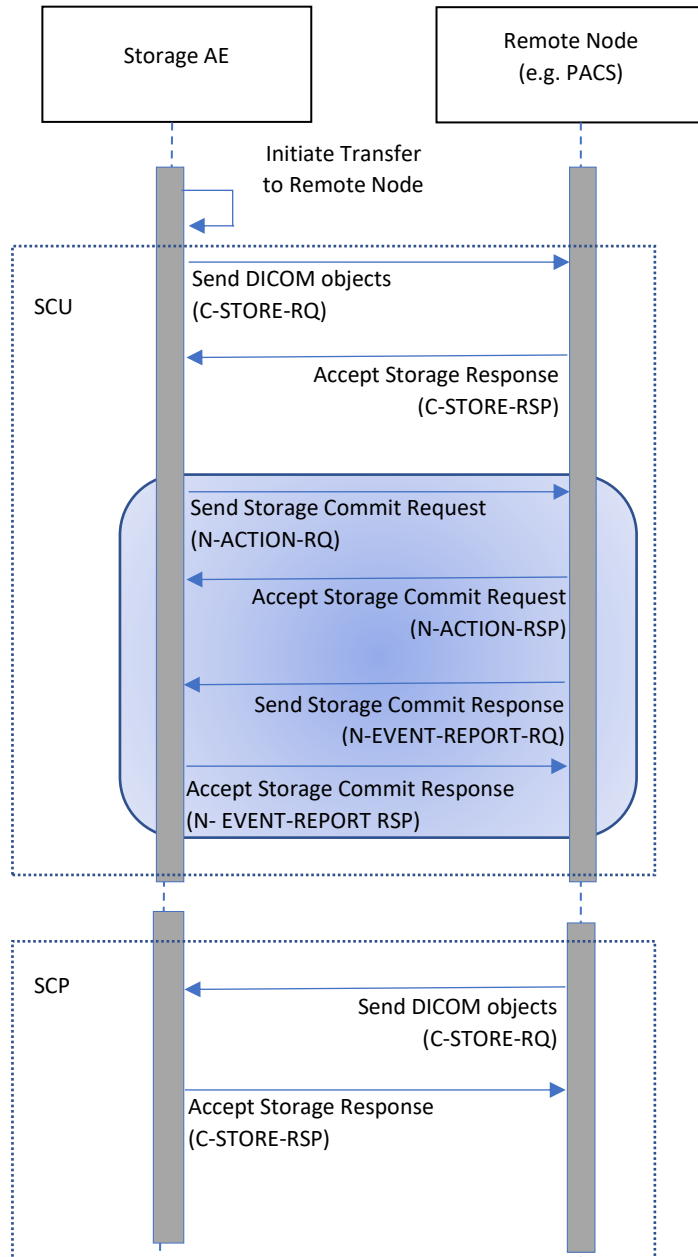 Storage AE
Remote Node
(e.g. PACS)
Initiate Transfer
to Remote Node
SCU
Send DICOM objects
(C-STORE-RQ)
Accept Storage Response
(C-STORE-RSP)
Send Storage Commit Request
(N-ACTION-RQ)
Accept Storage Commit Request
(N-ACTION-RSP)
Send Storage Commit Response
(N-EVENT-REPORT-RQ)
Accept Storage Commit Response
(N- EVENT-REPORT RSP)
SCP
Send DICOM objects
(C-STORE-RQ)
Accept Storage Response
(C-STORE-RSP)